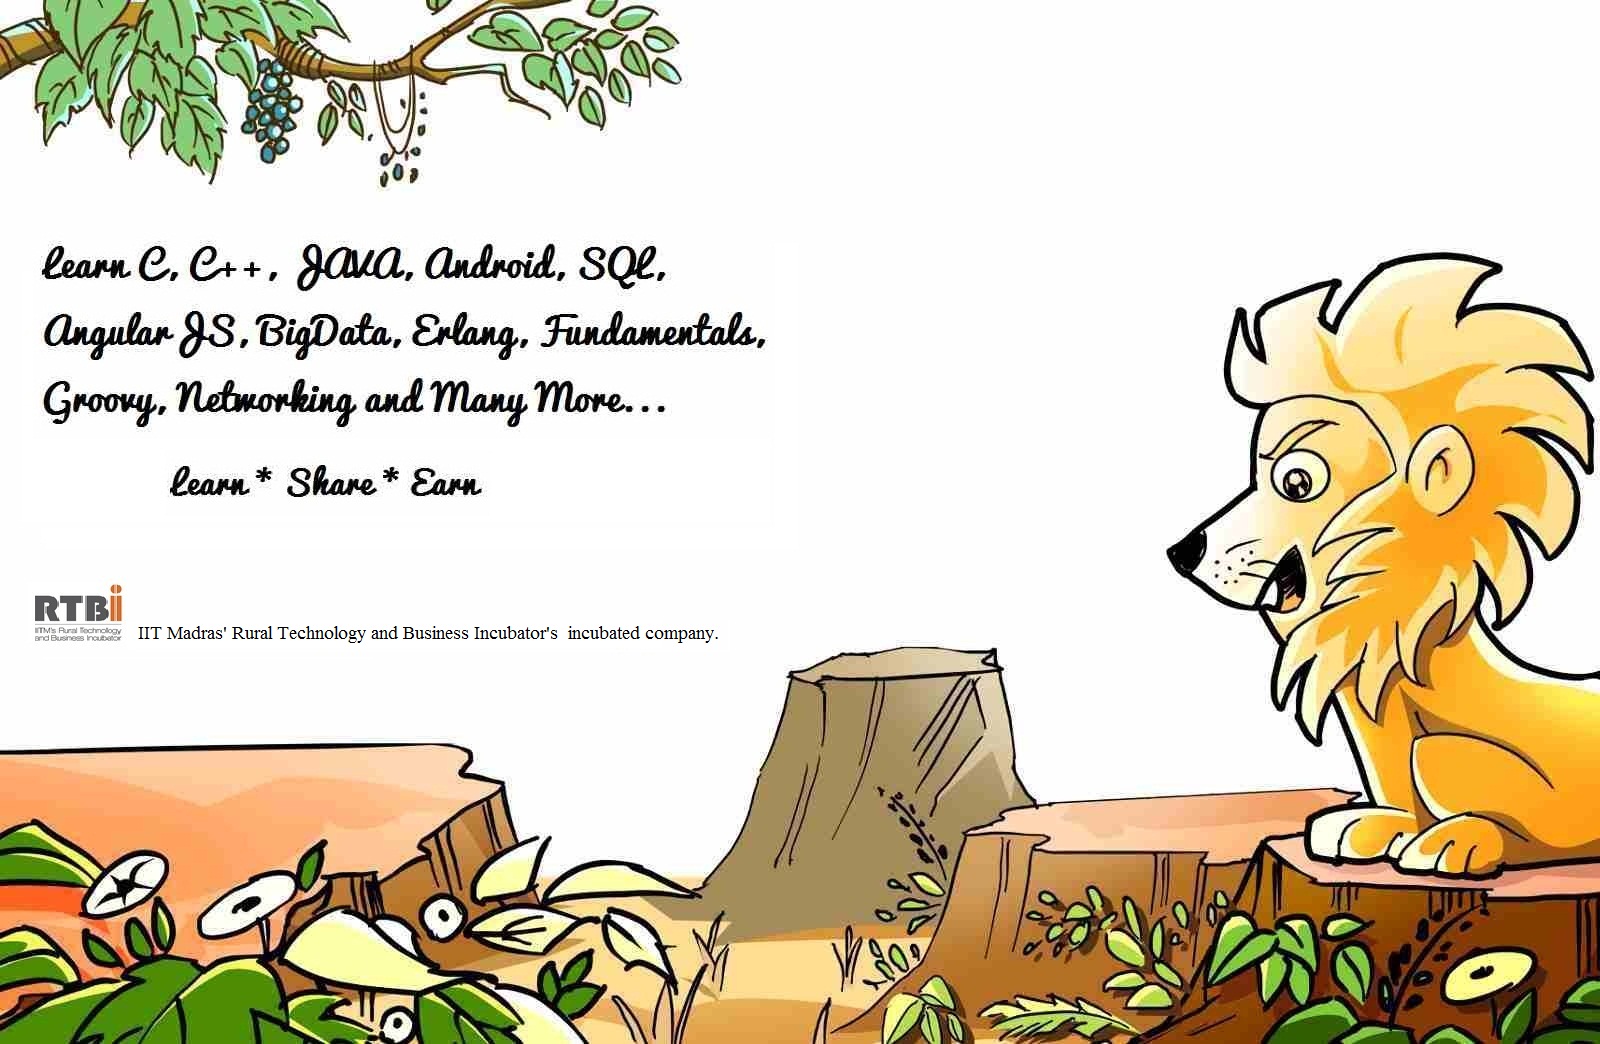 Learn C, C++, JAVA, Android, SQL,
Angular JS, BigData, Erlang, Fundamentals,
Groovy, Networking and Many More...
Learn * Share * Earn
RTBi
IITM's Rural Technology
and Business Incubator
IIT Madras' Rural Technology and Business Incubator's incubated company.